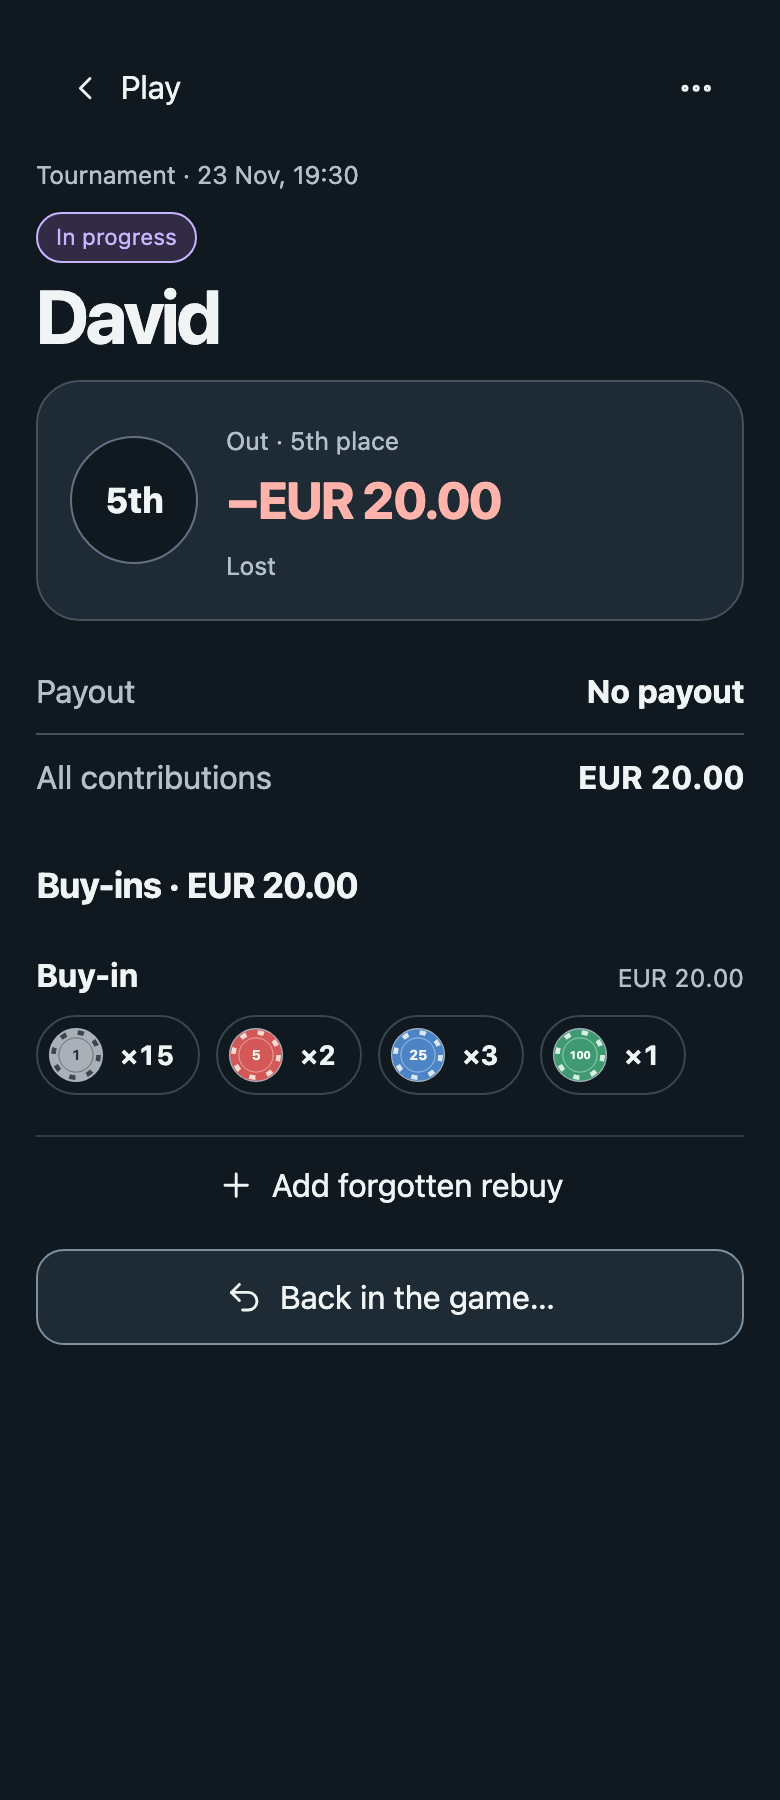 Play
Tournament · 23 Nov, 19:30
In progress
David
5th
Out · 5th place
−EUR 20.00
Lost
Payout No payout
All contributions EUR 20.00
Buy-ins · EUR 20.00
Buy-in EUR 20.00
1 ×15 5 ×2 25 ×3 100 ×1
Add forgotten rebuy
Back in the game...